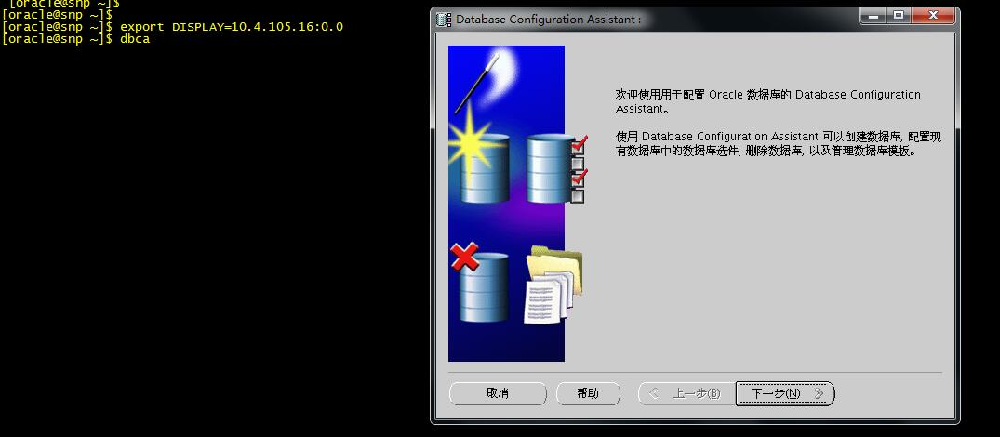 [oracle@snp ~]$
[oracle@snp ~]$
[oracle@snp ~]$ export DISPLAY=10.4.105.16:0.0
[oracle@snp ~]$ dbca
Database Configuration Assistant :
欢迎使用用于配置 Oracle 数据库的 Database Configuration
Assistant。
使用 Database Configuration Assistant 可以创建数据库, 配置现
有数据库中的数据库选件, 删除数据库, 以及管理数据库模板。
取消
帮助
上一步(B)
下一步(N)